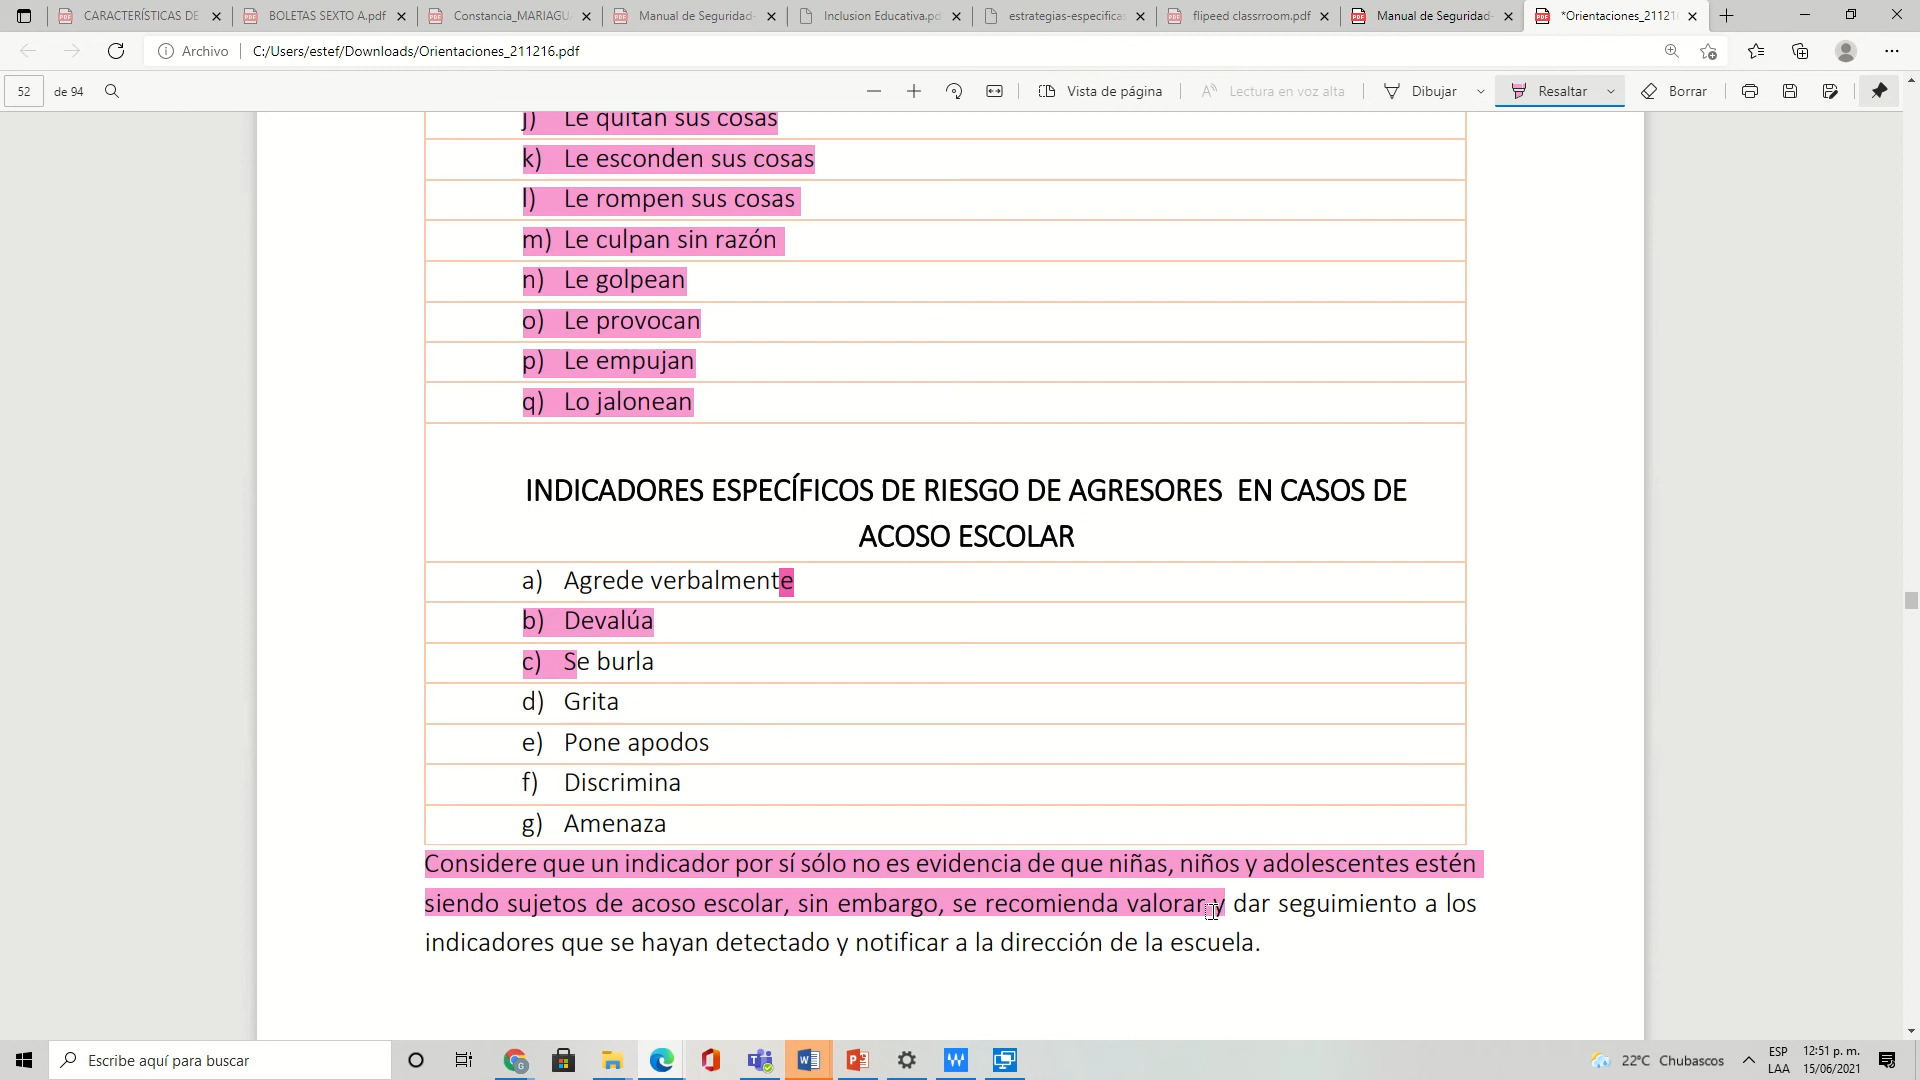 CARACTERÍSTICAS DE
BOLETAS SEXTO A.pdf
Constancia_MARIAGU
Manual de Seguridad-
Inclusion Educativa.pd
estrategias-especificas
flipeed classrroom.pdf
Manual de Seguridad-
*Orientaciones_21121
Archivo
C:/Users/estef/Downloads/Orientaciones_211216.pdf
52
de 94
Vista de página
Lectura en voz alta
Dibujar
Resaltar
Borrar
j) Le quitan sus cosas
k) Le esconden sus cosas
l) Le rompen sus cosas
m) Le culpan sin razón
n) Le golpean
o) Le provocan
p) Le empujan
q) Lo jalonean
INDICADORES ESPECÍFICOS DE RIESGO DE AGRESORES EN CASOS DE
ACOSO ESCOLAR
a) Agrede verbalmente
b) Devalúa
c) Se burla
d) Grita
e) Pone apodos
f) Discrimina
g) Amenaza
Considere que un indicador por sí sólo no es evidencia de que niñas, niños y adolescentes estén
siendo sujetos de acoso escolar, sin embargo, se recomienda valorar y dar seguimiento a los
indicadores que se hayan detectado y notificar a la dirección de la escuela.
Escribe aquí para buscar
22°C Chubascos
ESP
LAA
12:51 p. m.
15/06/2021